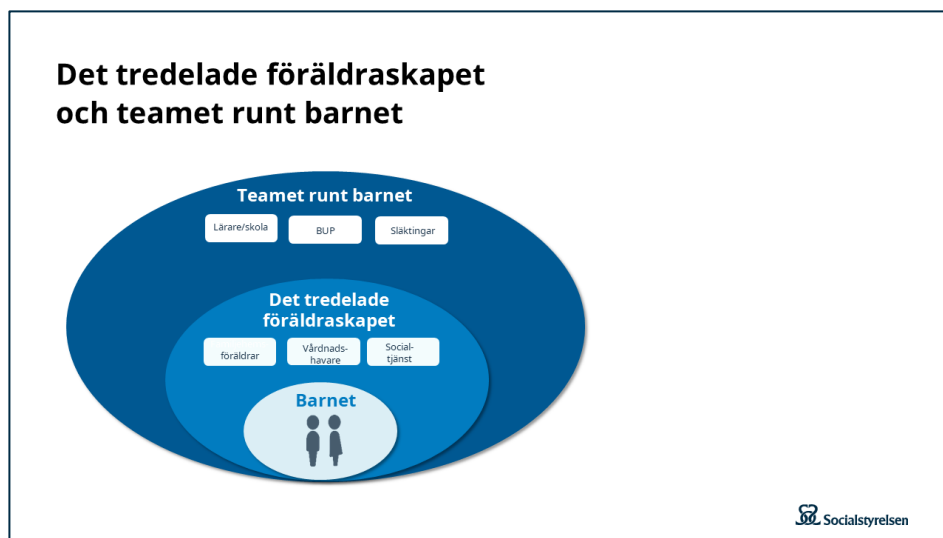 Det tredelade föräldraskapet
och teamet runt barnet
Teamet runt barnet
Lärare/skola
BUP
Släktingar
Det tredelade
föräldraskapet
föräldrar
Vårdnads-
havare
Social-
tjänst
Barnet
Socialstyrelsen